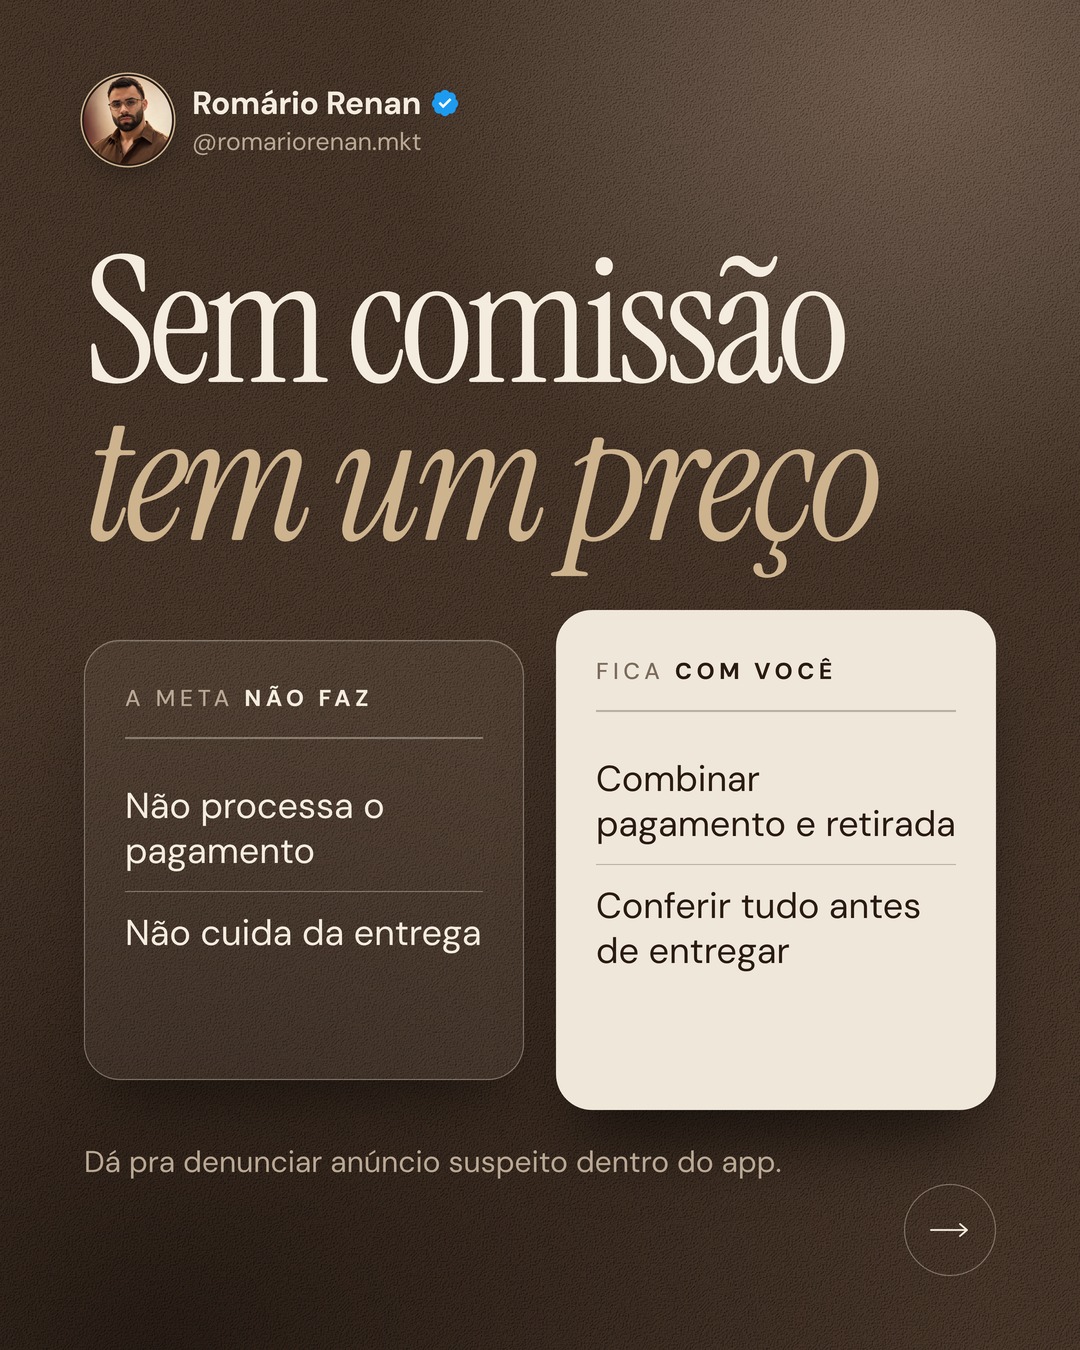 Romário Renan
@romariorenan.mkt
Sem comissão
tem um preço
A META NÃO FAZ
Não processa o
pagamento
Não cuida da entrega
FICA COM VOCÊ
Combinar
pagamento e retirada
Conferir tudo antes
de entregar
Dá pra denunciar anúncio suspeito dentro do app.